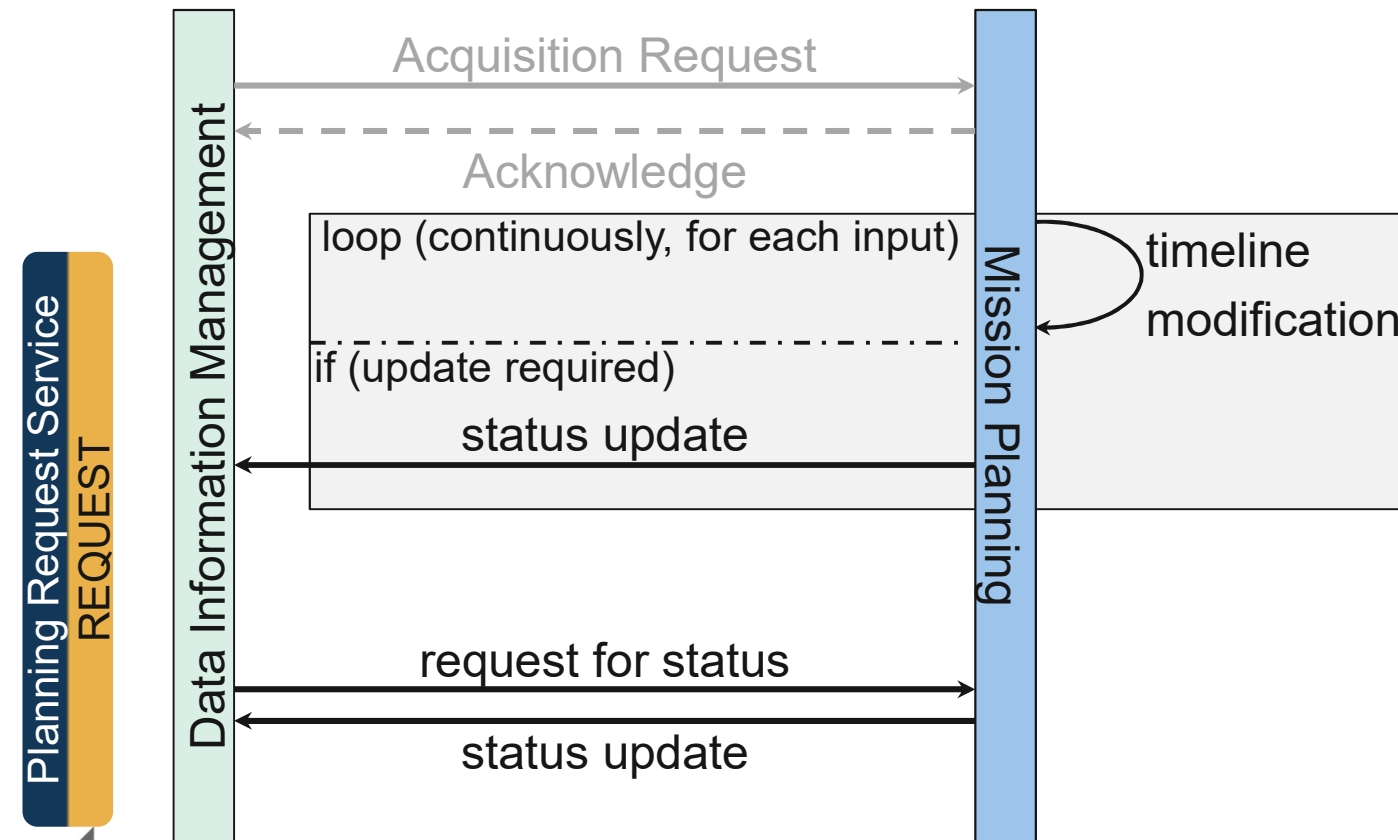 Acquisition Request
Acknowledge
loop (continuously, for each input)
timeline
modification
if (update required)
status update
request for status
status update
Data Information Management
Mission Planning
Planning Request Service
REQUEST